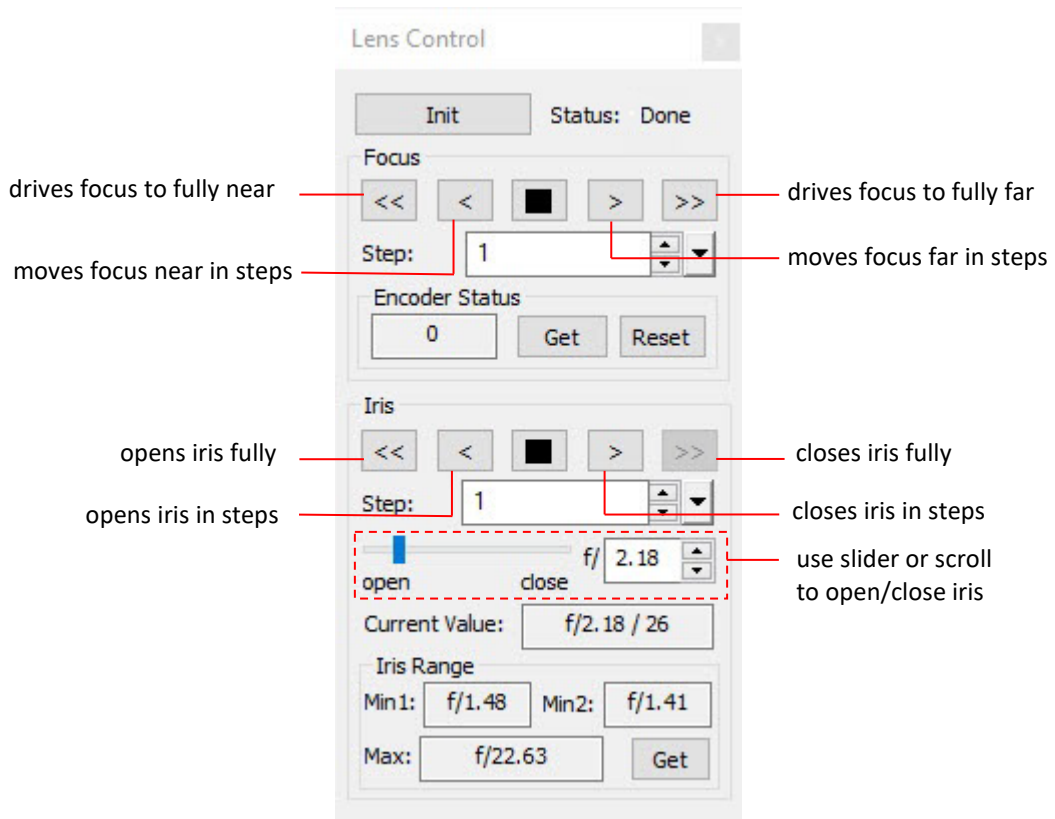 Lens Control
Init Status: Done
Focus
drives focus to fully near << < > >> drives focus to fully far
Step: 1
moves focus near in steps moves focus far in steps
Encoder Status
0 Get Reset
Iris
opens iris fully << < > >> closes iris fully
Step: 1
opens iris in steps closes iris in steps
f/ 2.18 use slider or scroll
open close to open/close iris
Current Value: f/2.18 / 26
Iris Range
Min1: f/1.48 Min2: f/1.41
Max: f/22.63 Get